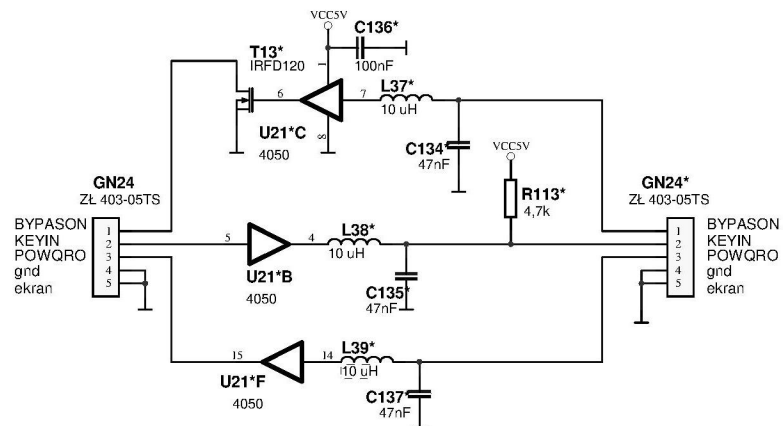 VCC5V
C136*
100nF
T13*
IRFD120
1
L37*
10 uH
6
7
U21*C
4050
8
C134*
47nF
VCC5V
R113*
4,7k
GN24
ZŁ 403-05TS
GN24*
ZŁ 403-05TS
BYPASON
KEYIN
POWQRO
gnd
ekran
1
2
3
4
5
5
4
L38*
10 uH
U21*B
4050
C135*
47nF
1
2
3
4
5
BYPASON
KEYIN
POWQRO
gnd
ekran
15
14
L39*
10 uH
U21*F
4050
C137*
47nF